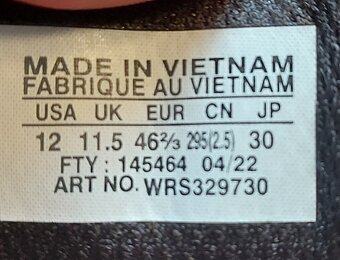 MADE IN VIETNAM
FABRIQUE AU VIETNAM
USA UK EUR CN JP
12 11.5 46⅔ 295(2.5) 30
FTY : 145464 04/22
ART NO. WRS329730